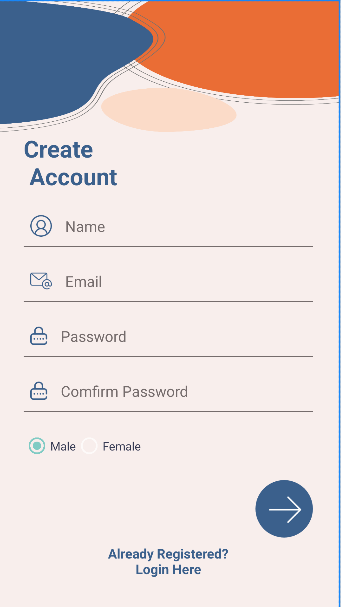 Create
Account
Name
Email
Password
Comfirm Password
Male Female
Already Registered?
Login Here